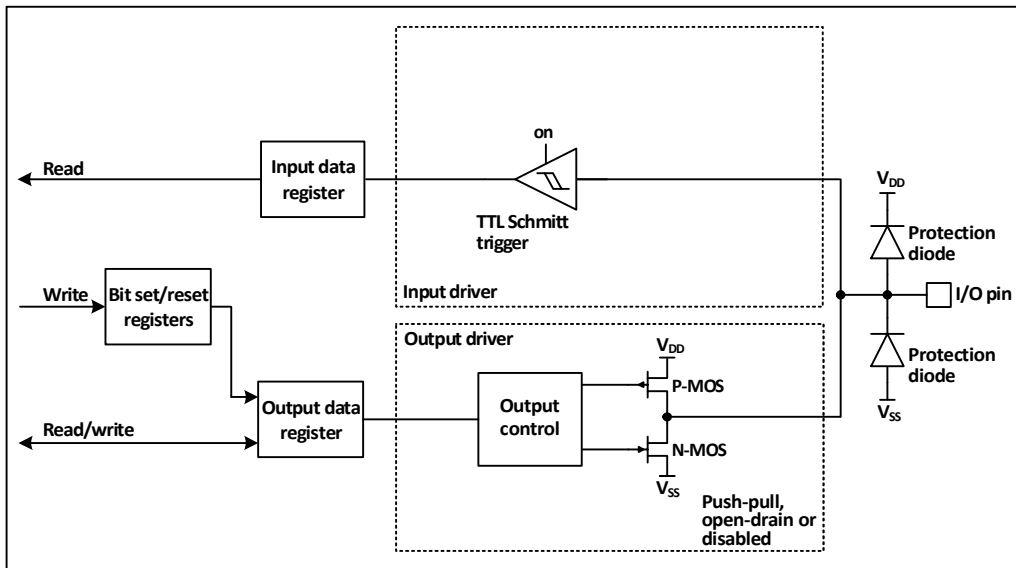 on
Read
Input data
register
TTL Schmitt
trigger
V_DD
Protection
diode
Write
Bit set/reset
registers
Input driver
I/O pin
Output driver
V_DD
P-MOS
Protection
diode
Output
control
Output data
register
Read/write
N-MOS
V_SS
V_SS
Push-pull,
open-drain or
disabled